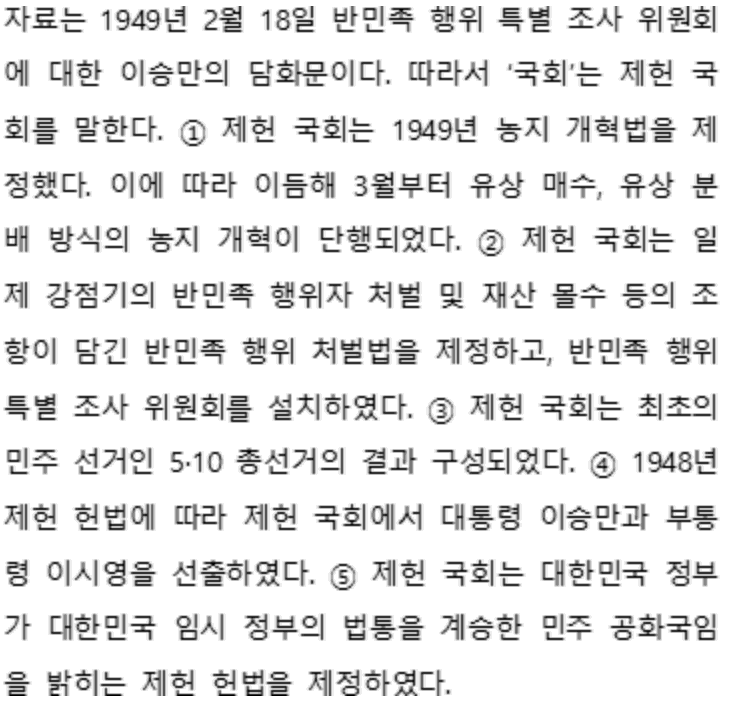 자료는 1949년 2월 18일 반민족 행위 특별 조사 위원회
에 대한 이승만의 담화문이다. 따라서 ‘국회’는 제헌 국
회를 말한다. ① 제헌 국회는 1949년 농지 개혁법을 제
정했다. 이에 따라 이듬해 3월부터 유상 매수, 유상 분
배 방식의 농지 개혁이 단행되었다. ② 제헌 국회는 일
제 강점기의 반민족 행위자 처벌 및 재산 몰수 등의 조
항이 담긴 반민족 행위 처벌법을 제정하고, 반민족 행위
특별 조사 위원회를 설치하였다. ③ 제헌 국회는 최초의
민주 선거인 5·10 총선거의 결과 구성되었다. ④ 1948년
제헌 헌법에 따라 제헌 국회에서 대통령 이승만과 부통
령 이시영을 선출하였다. ⑤ 제헌 국회는 대한민국 정부
가 대한민국 임시 정부의 법통을 계승한 민주 공화국임
을 밝히는 제헌 헌법을 제정하였다.